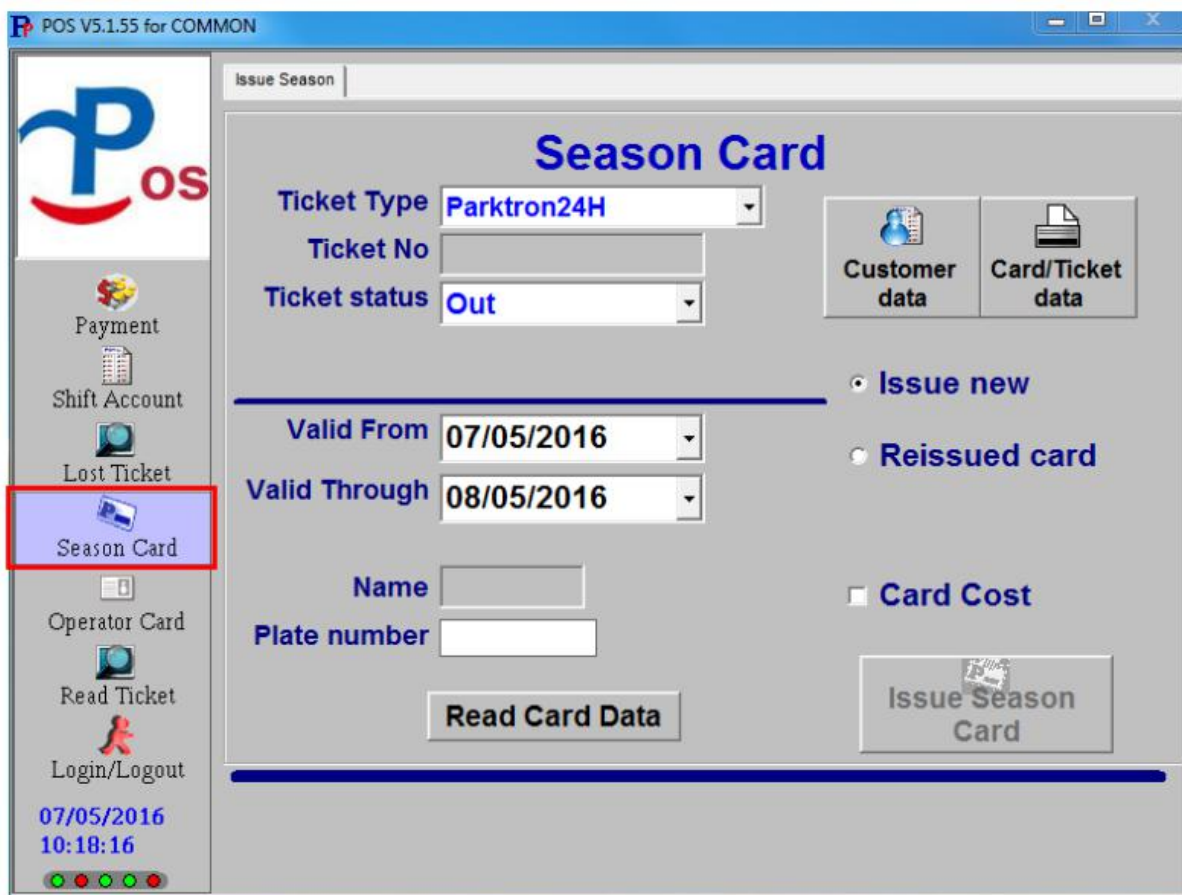 POS V5.1.55 for COMMON
Pos
Payment
Shift Account
Lost Ticket
Season Card
Operator Card
Read Ticket
Login/Logout
07/05/2016
10:18:16
Issue Season
Season Card
Ticket Type Parktron24H
Ticket No
Ticket status Out
Customer
data
Card/Ticket
data
Issue new
Reissued card
Valid From 07/05/2016
Valid Through 08/05/2016
Name
Plate number
Card Cost
Read Card Data
Issue Season
Card